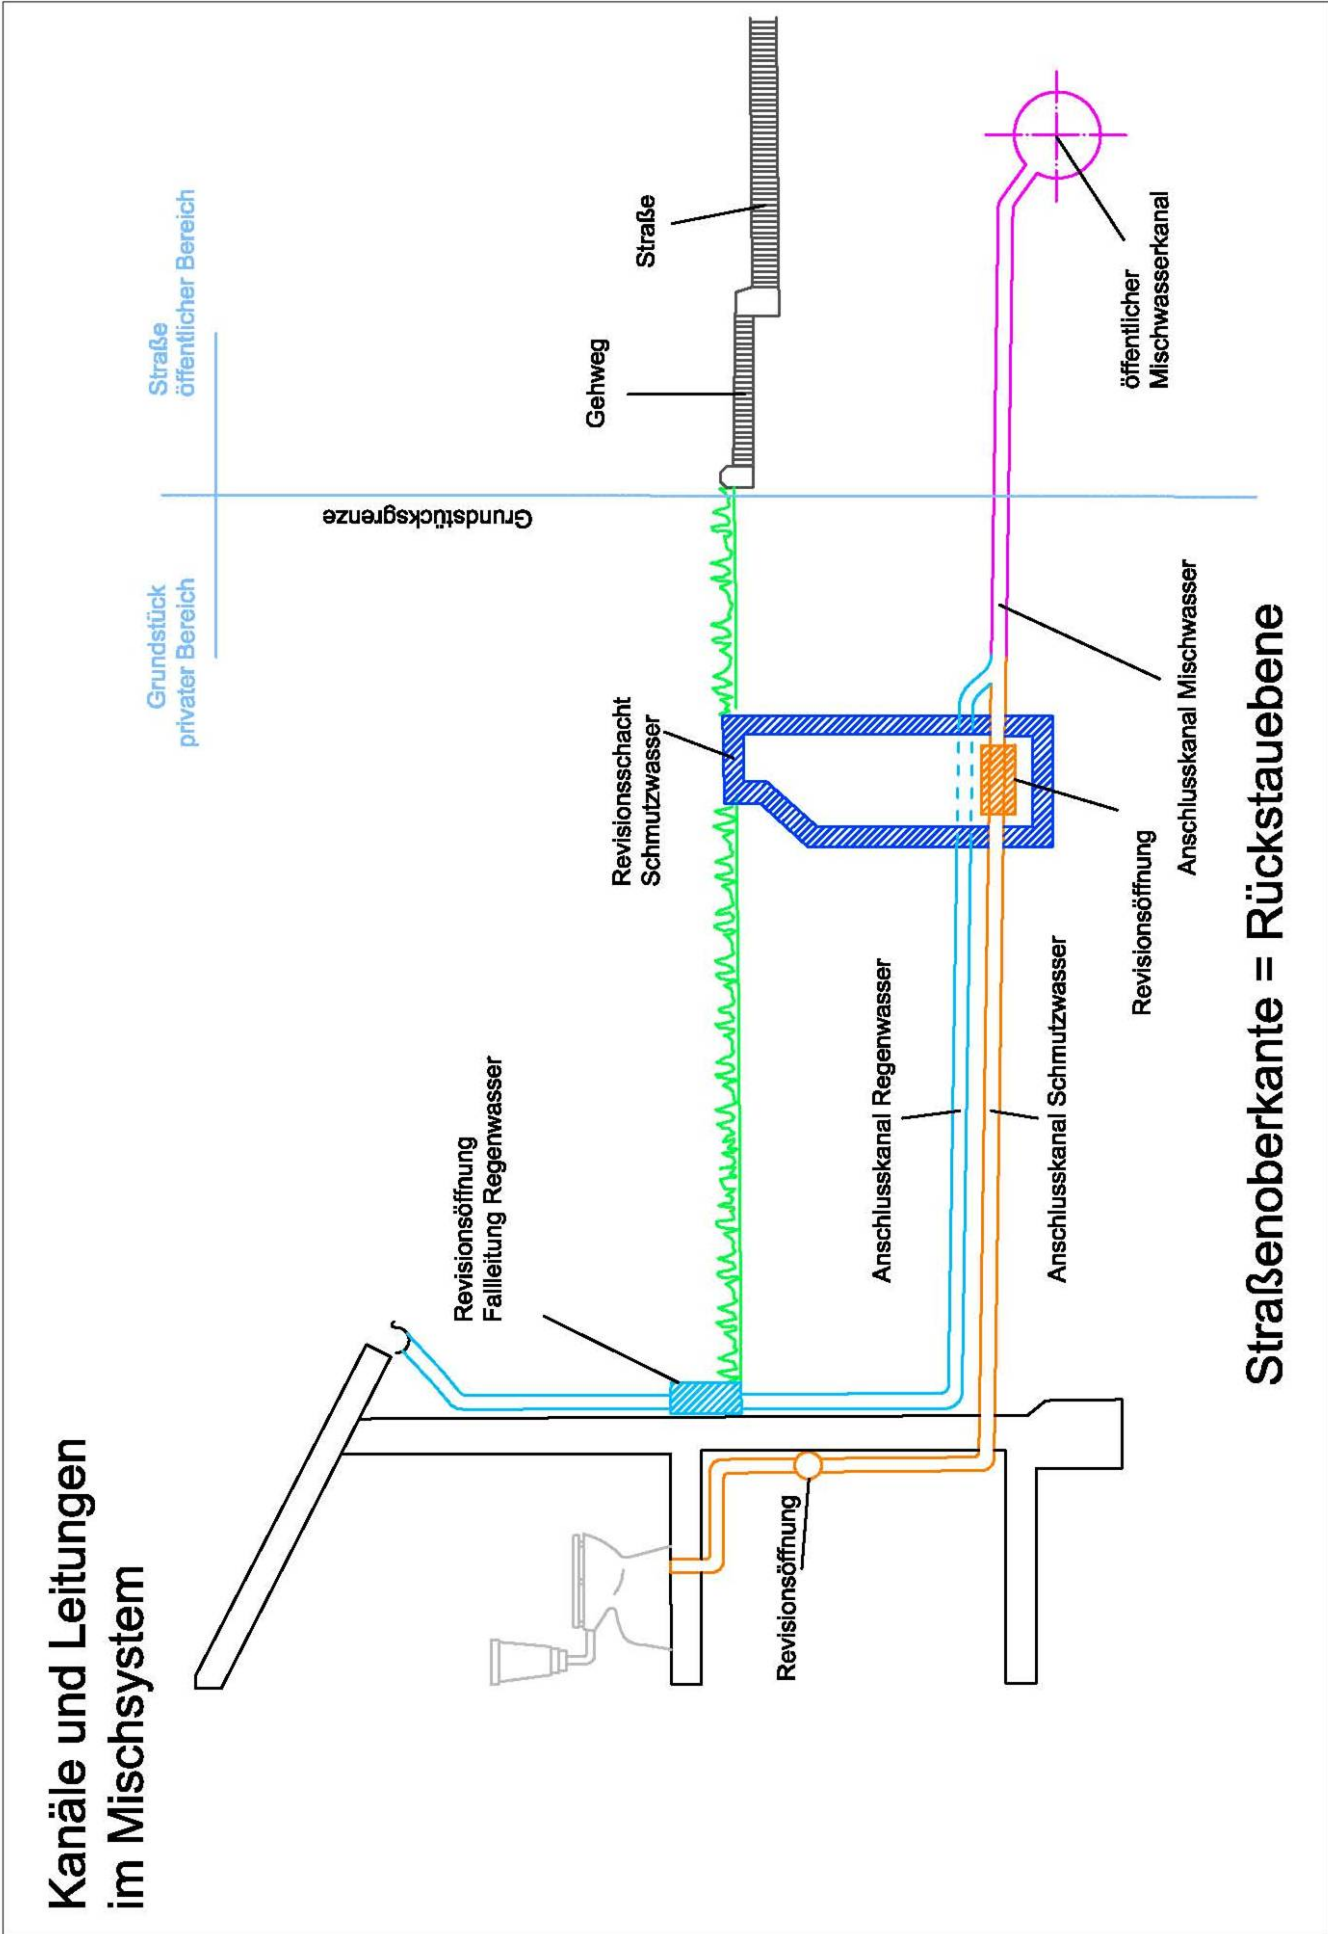 Kanäle und Leitungen
im Mischsystem
Grundstück
privater Bereich
Straße
öffentlicher Bereich
Grundstücksgrenze
Revisionsöffnung
Fallleitung Regenwasser
Revisionsschacht
Schmutzwasser
Gehweg
Straße
Revisionsöffnung
Anschlusskanal Regenwasser
Anschlusskanal Schmutzwasser
Revisionsöffnung
Anschlusskanal Mischwasser
öffentlicher
Mischwasserkanal
Straßenoberkante = Rückstauebene